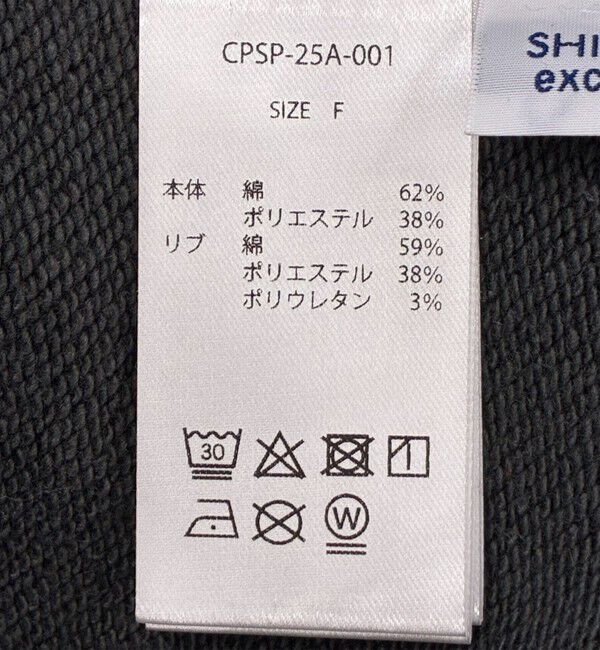 CPSP-25A-001
SHI
exc
SIZE F
本体 綿 62%
ポリエステル 38%
リブ 綿 59%
ポリエステル 38%
ポリウレタン 3%
30
W